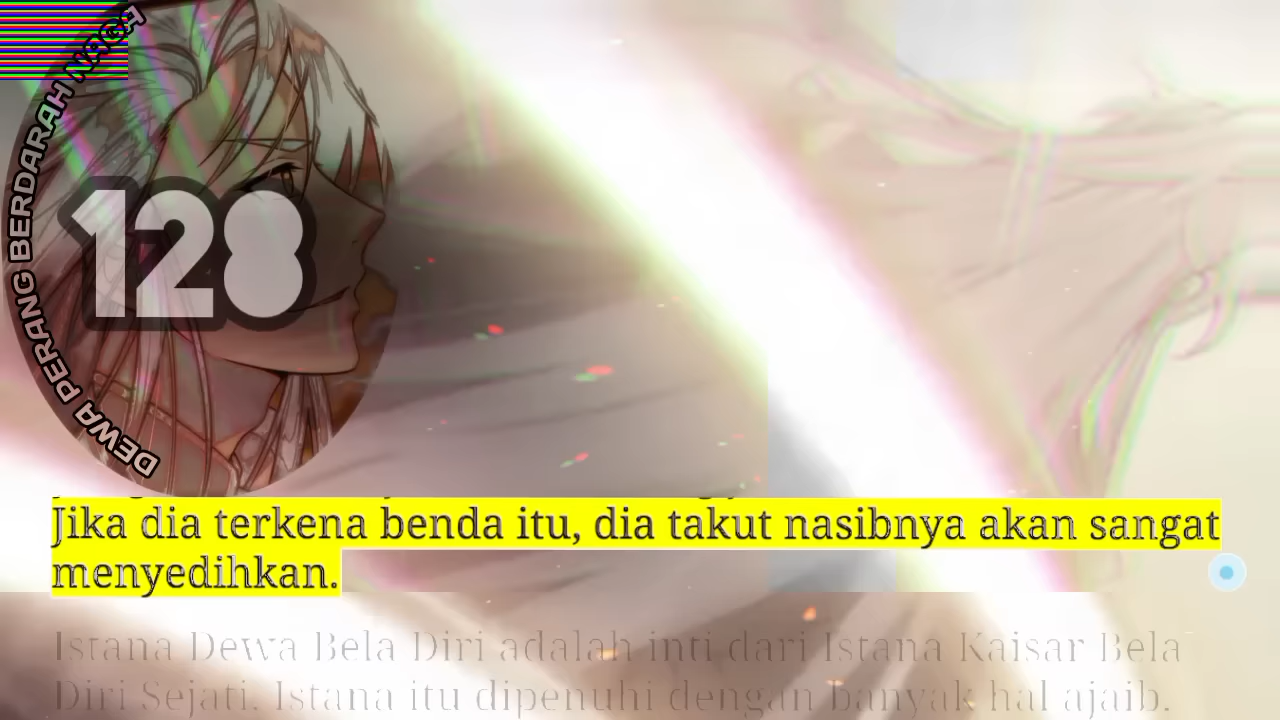 DEWA PERANG BERDARAH NAGA
128
Jika dia terkena benda itu, dia takut nasibnya akan sangat
menyedihkan.
Istana Dewa Bela Diri adalah inti dari Istana Kaisar Bela
Diri Sejati. Istana itu dipenuhi dengan banyak hal ajaib.